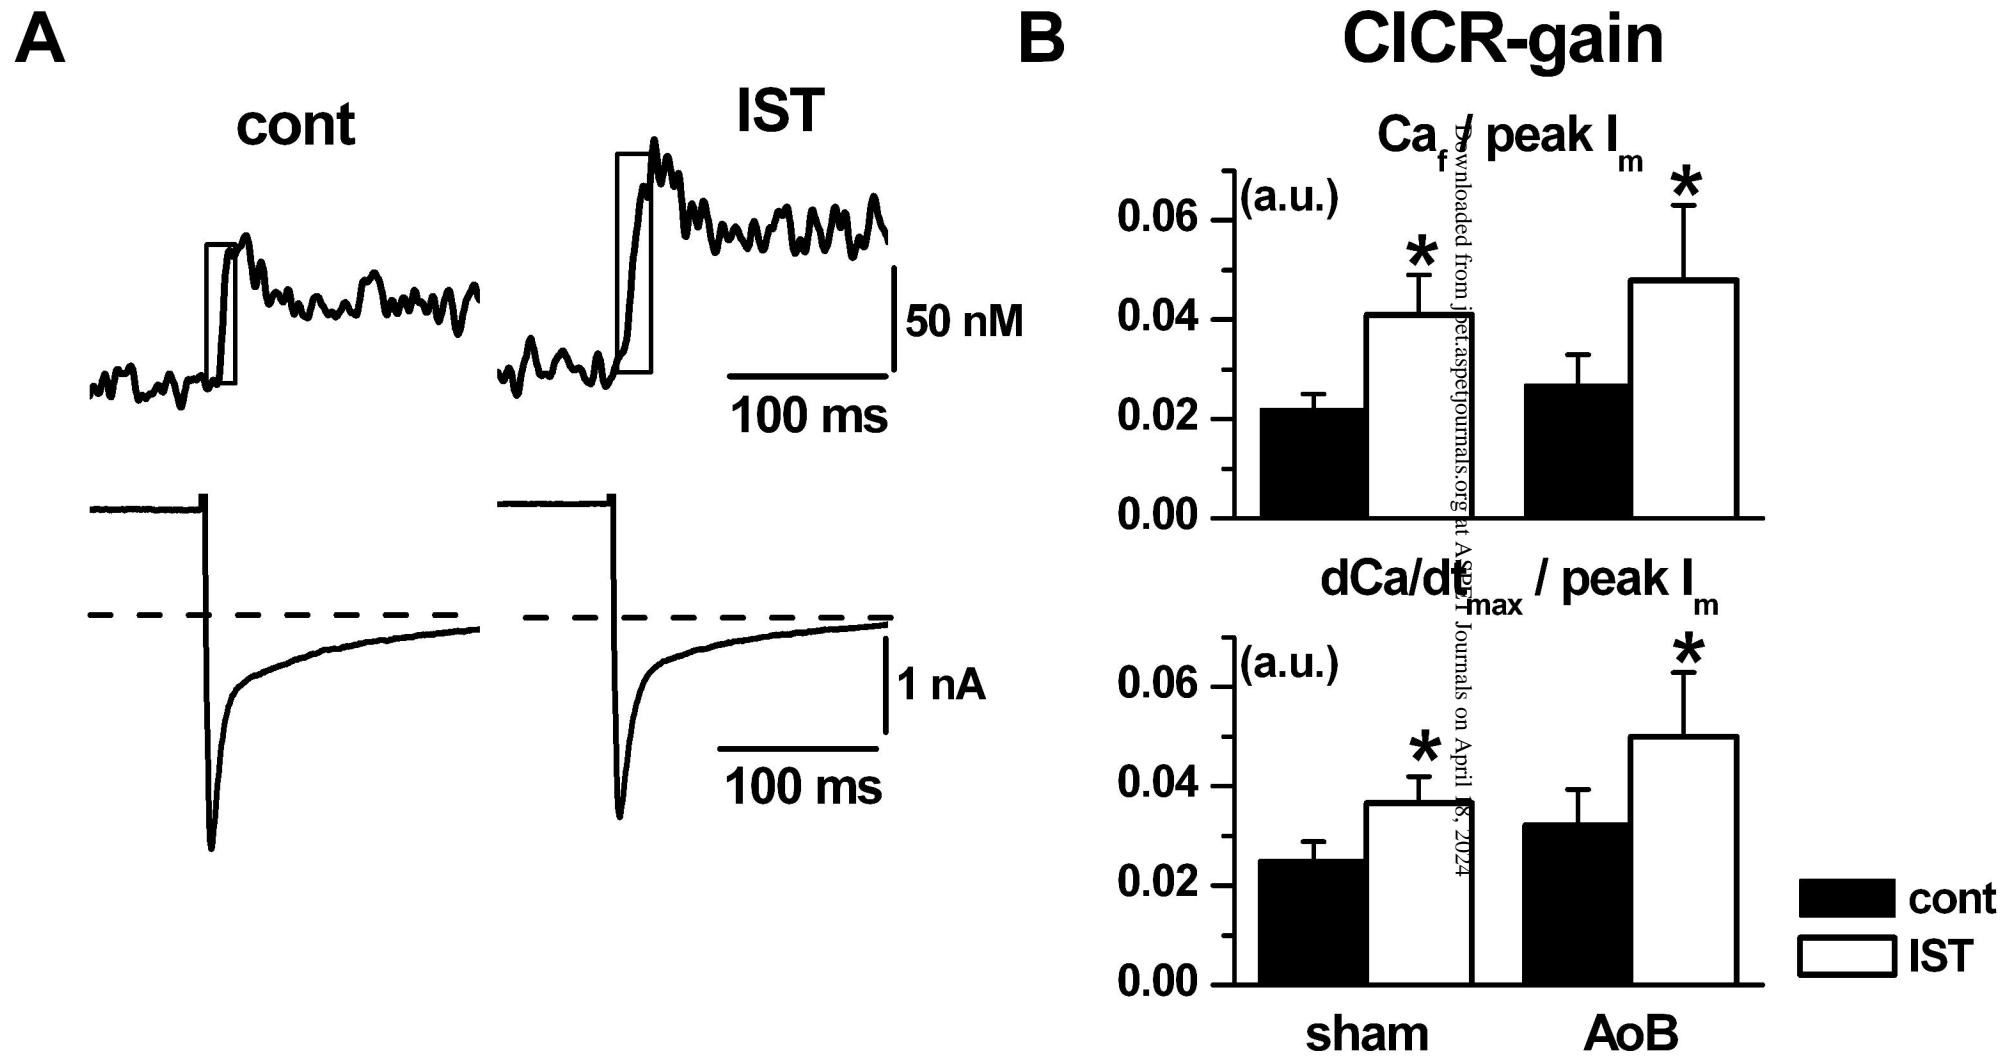 A
cont
IST
50 nM
100 ms
1 nA
100 ms
B
CICR-gain
Caf / peak Im
(a.u.)
0.06
*
*
0.04
0.02
0.00
dCa/dtmax / peak Im
(a.u.)
0.06
*
*
0.04
0.02
0.00
sham
AoB
cont
IST
Downloaded from jpet.aspetjournals.org at ASPET Journals on April 18, 2024